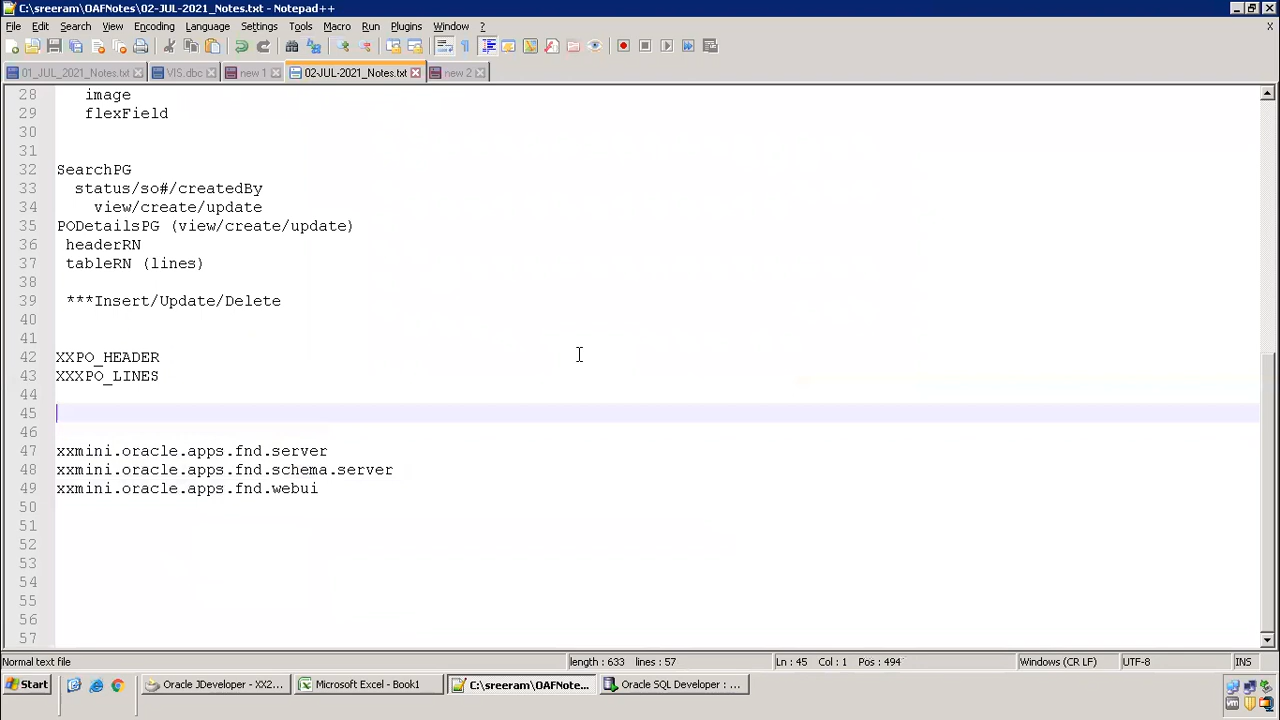 C:\sreeram\OAFNotes\02-JUL-2021_Notes.txt - Notepad++
File Edit Search View Encoding Language Settings Tools Macro Run Plugins Window ? X
01_JUL_2021_Notes.txt VIS.dbc new 1 02-JUL-2021_Notes.txt new 2
28 image
29 flexField
30
31
32 SearchPG
33 status/so#/createdBy
34 view/create/update
35 PODetailsPG (view/create/update)
36 headerRN
37 tableRN (lines)
38
39 ***Insert/Update/Delete
40
41
42 XXPO_HEADER
43 XXXPO_LINES
44
45
46
47 xxmini.oracle.apps.fnd.server
48 xxmini.oracle.apps.fnd.schema.server
49 xxmini.oracle.apps.fnd.webui
50
51
52
53
54
55
56
57
Normal text file length : 633 lines : 57 Ln : 45 Col : 1 Pos : 494 Windows (CR LF) UTF-8 INS
Start Oracle JDeveloper - XX2... Microsoft Excel - Book1 C:\sreeram\OAFNote... Oracle SQL Developer : ...
vm